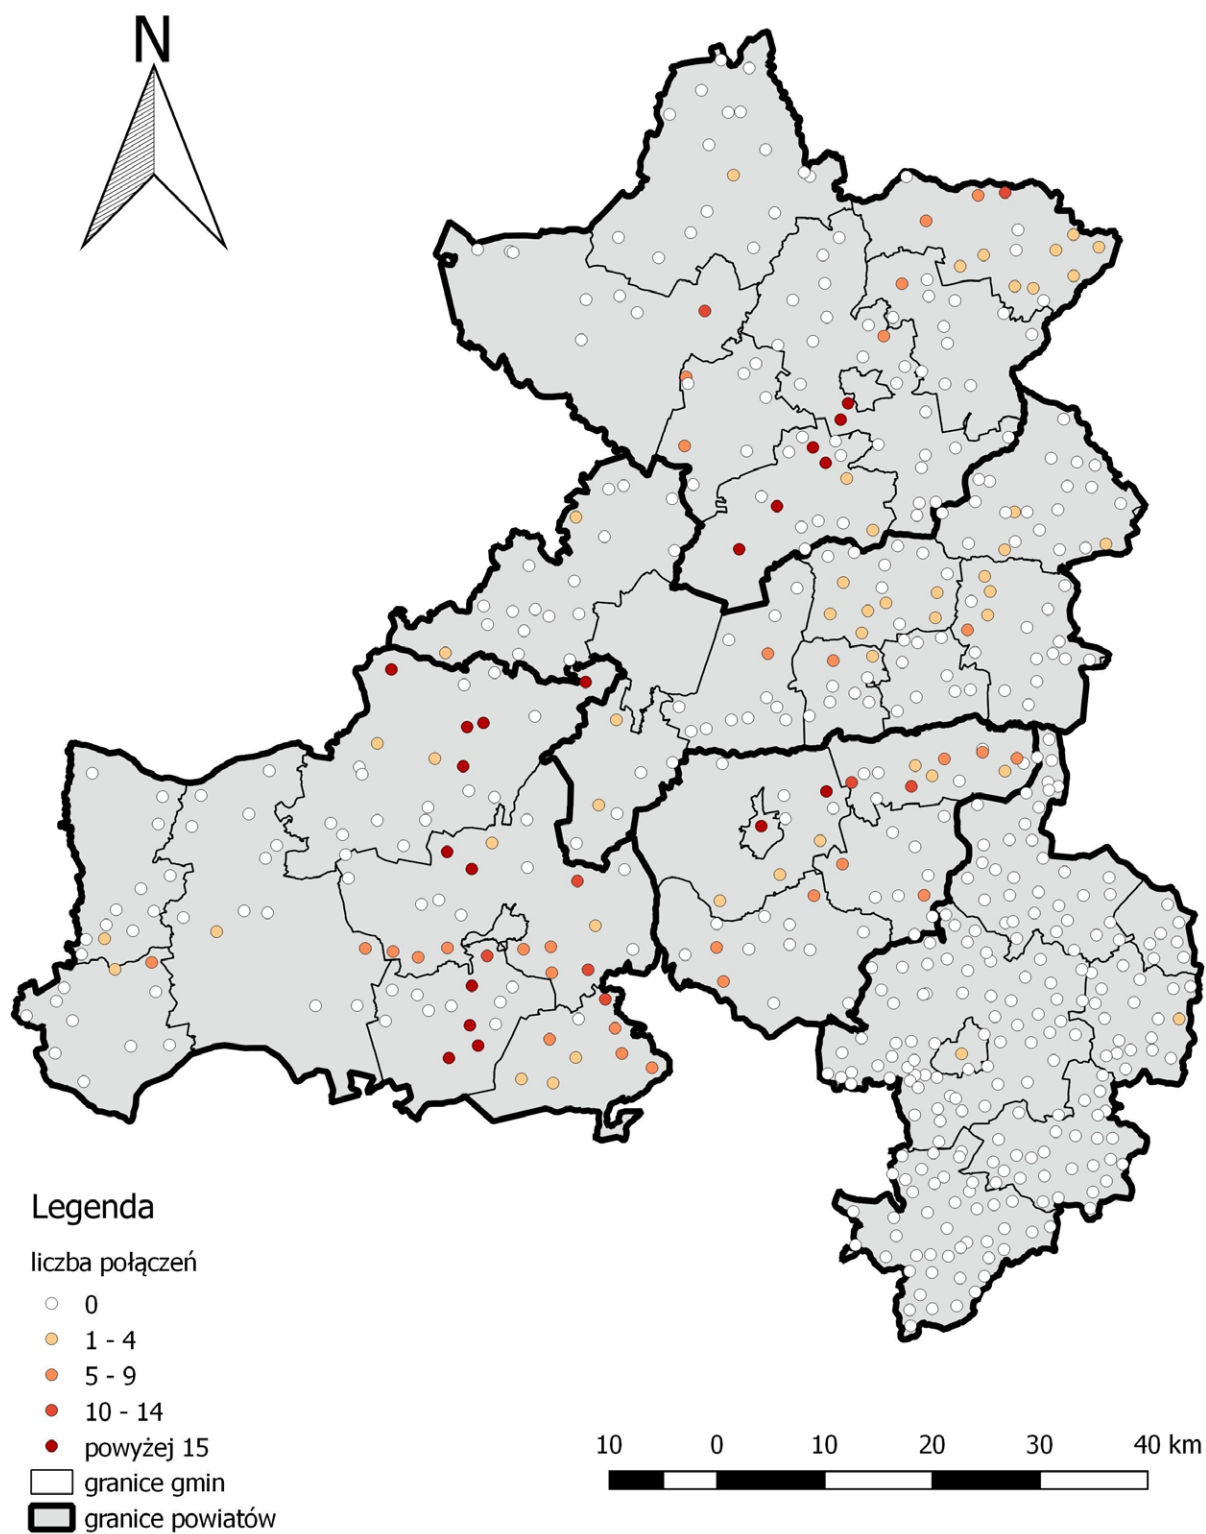 N
Legenda
liczba połączeń
0
1 - 4
5 - 9
10 - 14
powyżej 15
granice gmin
granice powiatów
10 0 10 20 30 40 km